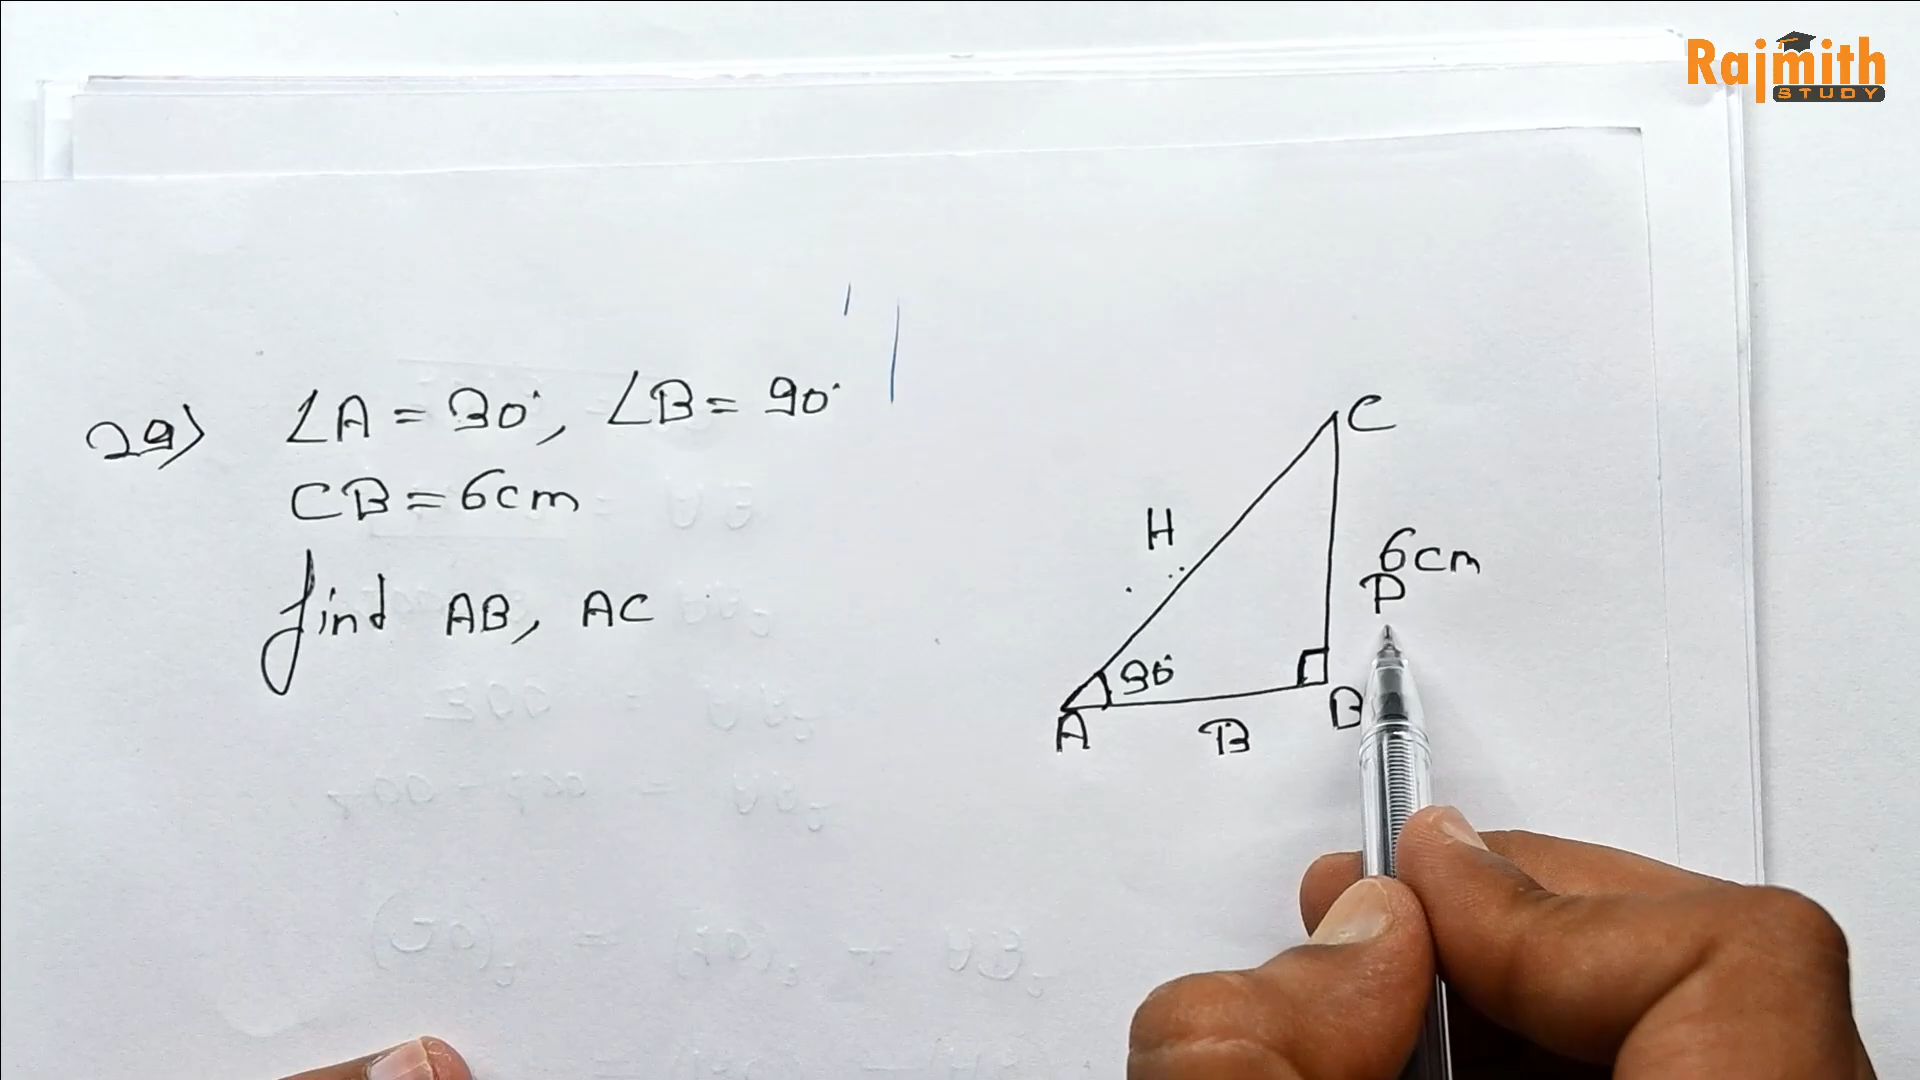 Rajmith
STUDY
29) ∠A = 30°, ∠B = 90°
CB = 6cm
find AB, AC
C
H
6cm
P
30°
A
B
B